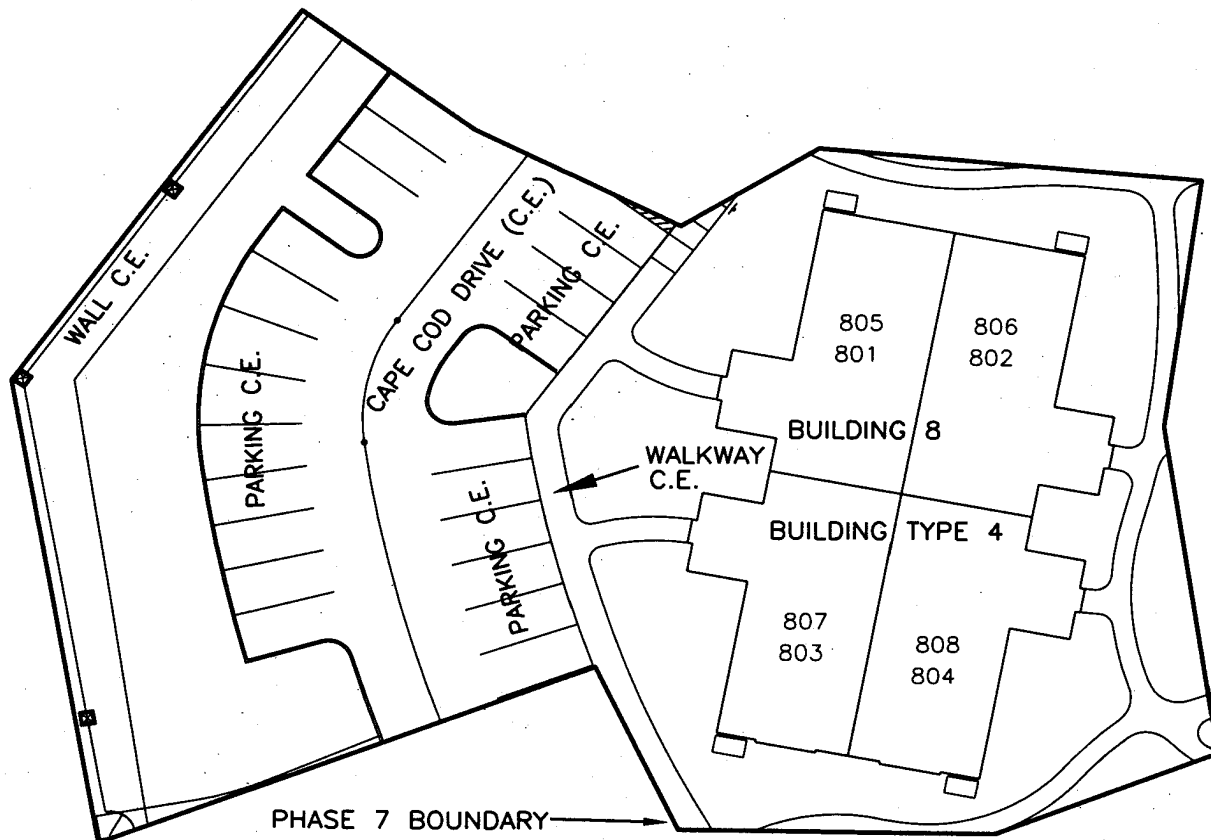 WALL C.E.
CAPE COD DRIVE (C.E.)
PARKING C.E.
PARKING C.E.
PARKING C.E.
WALKWAY
C.E.
805
801
806
802
BUILDING 8
BUILDING TYPE 4
807
803
808
804
PHASE 7 BOUNDARY